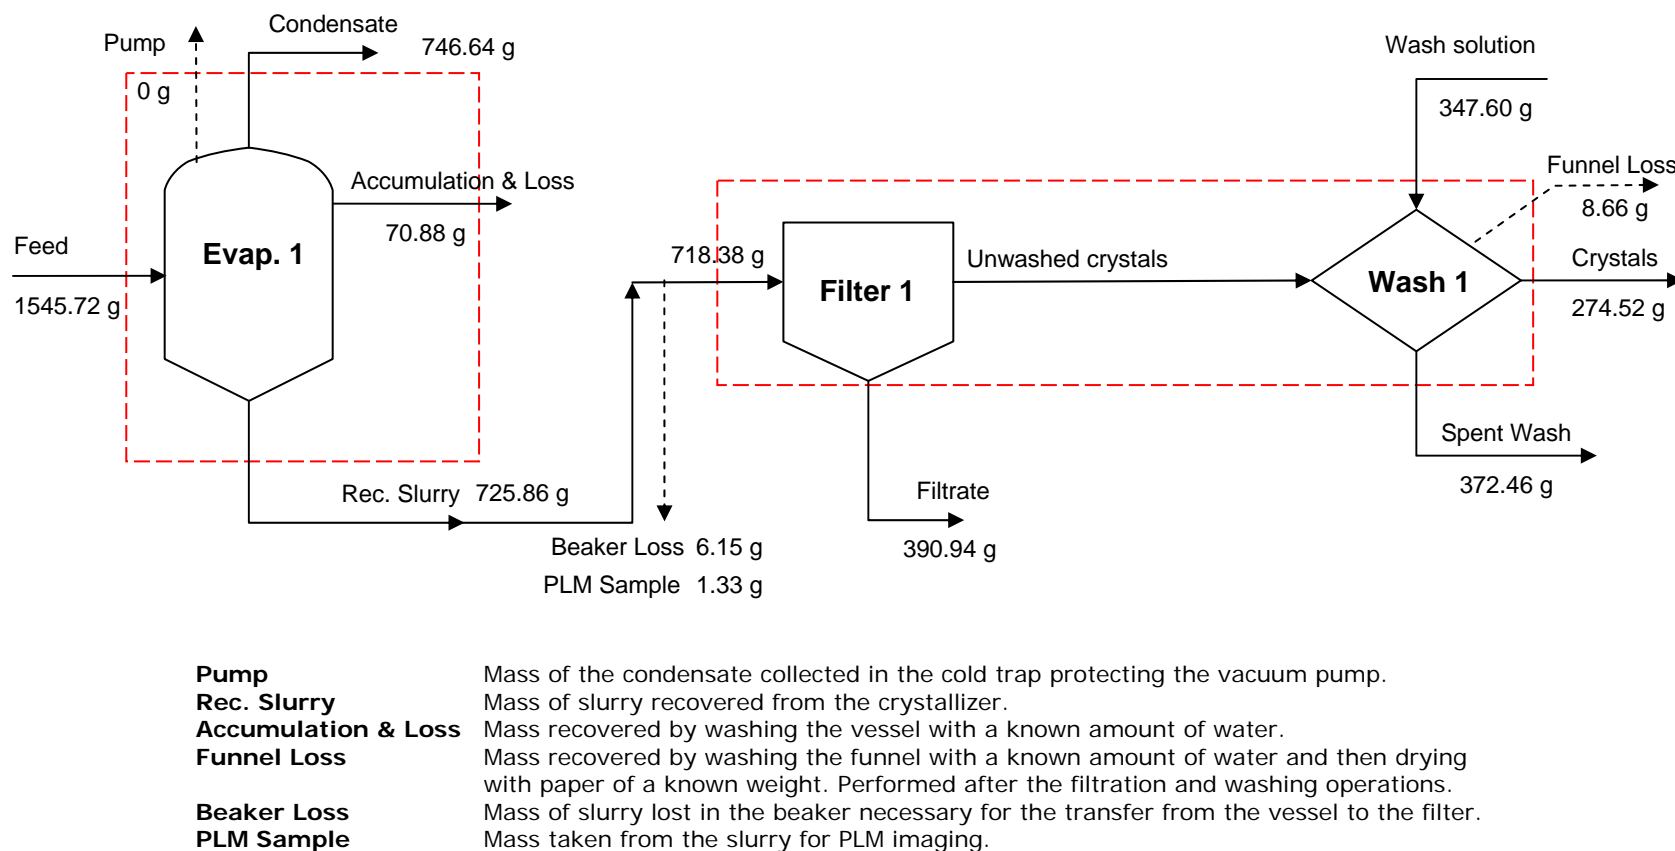 Condensate
Pump
746.64 g
Wash solution
0 g
347.60 g
Funnel Loss
Accumulation & Loss
8.66 g
70.88 g
Feed
Evap. 1
718.38 g
Unwashed crystals
Crystals
1545.72 g
Filter 1
Wash 1
274.52 g
Spent Wash
Rec. Slurry 725.86 g
Filtrate
372.46 g
Beaker Loss 6.15 g
390.94 g
PLM Sample 1.33 g
Pump Mass of the condensate collected in the cold trap protecting the vacuum pump.
Rec. Slurry Mass of slurry recovered from the crystallizer.
Accumulation & Loss Mass recovered by washing the vessel with a known amount of water.
Funnel Loss Mass recovered by washing the funnel with a known amount of water and then drying
with paper of a known weight. Performed after the filtration and washing operations.
Beaker Loss Mass of slurry lost in the beaker necessary for the transfer from the vessel to the filter.
PLM Sample Mass taken from the slurry for PLM imaging.